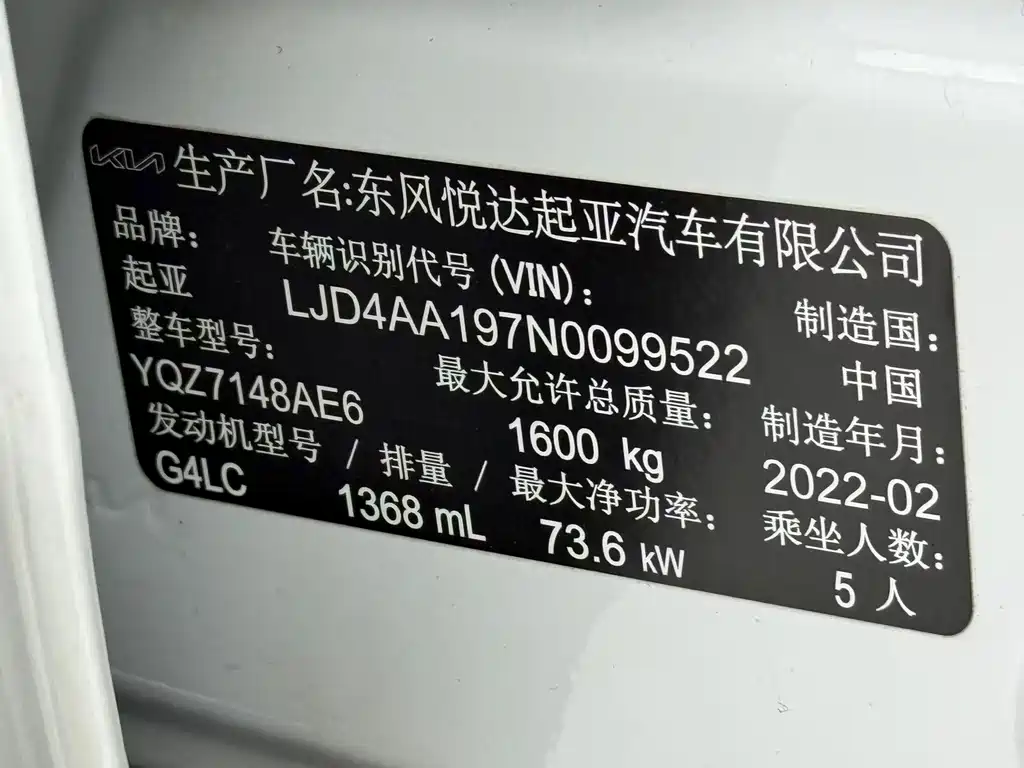 KIA 生产厂名:东风悦达起亚汽车有限公司
品牌: 车辆识别代号(VIN): 制造国:
起亚 LJD4AA197N0099522 中国
整车型号: 最大允许总质量: 制造年月:
YQZ7148AE6 1600 kg 2022-02
发动机型号 / 排量 / 最大净功率: 乘坐人数:
G4LC 1368 mL 73.6 kW 5 人